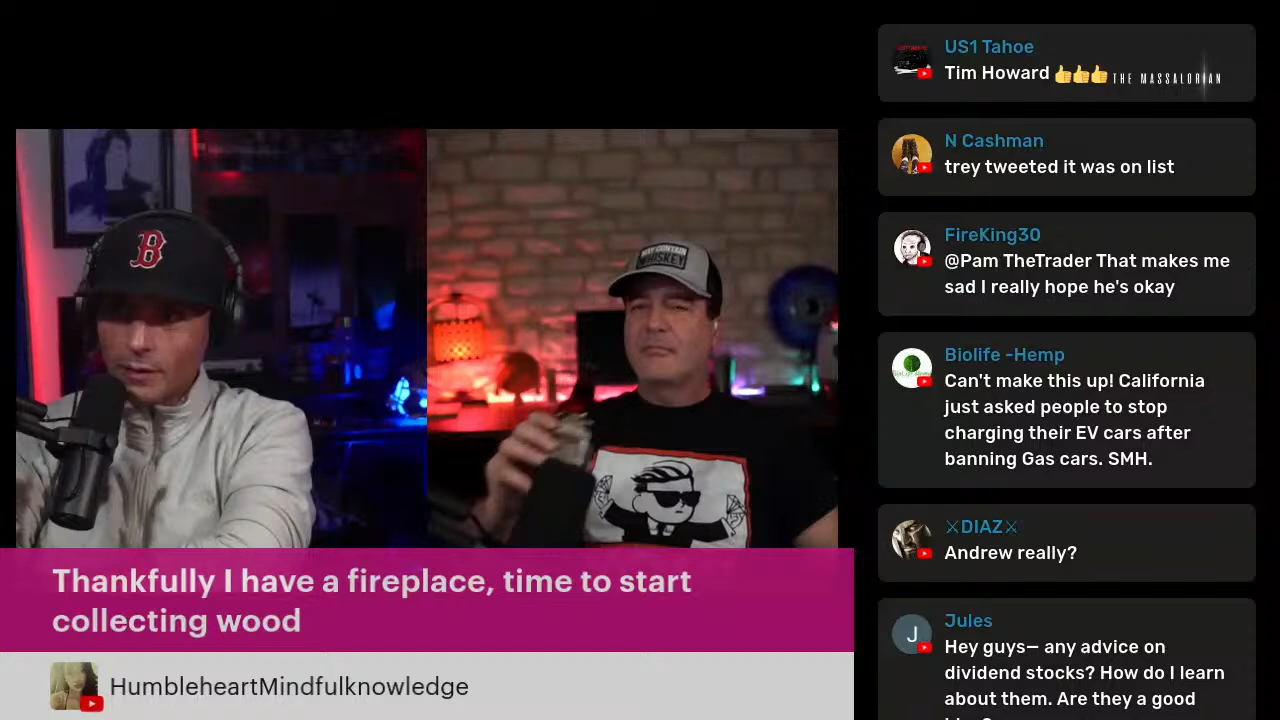 US1 Tahoe
Tim Howard 👍👍👍
THE MASSALORIAN
N Cashman
trey tweeted it was on list
FireKing30
@Pam TheTrader That makes me
sad I really hope he's okay
Biolife -Hemp
Can't make this up! California
just asked people to stop
charging their EV cars after
banning Gas cars. SMH.
⚔DIAZ⚔
Andrew really?
J
Jules
Hey guys— any advice on
dividend stocks? How do I learn
about them. Are they a good
B
WHISKEY
Thankfully I have a fireplace, time to start
collecting wood
HumbleheartMindfulknowledge